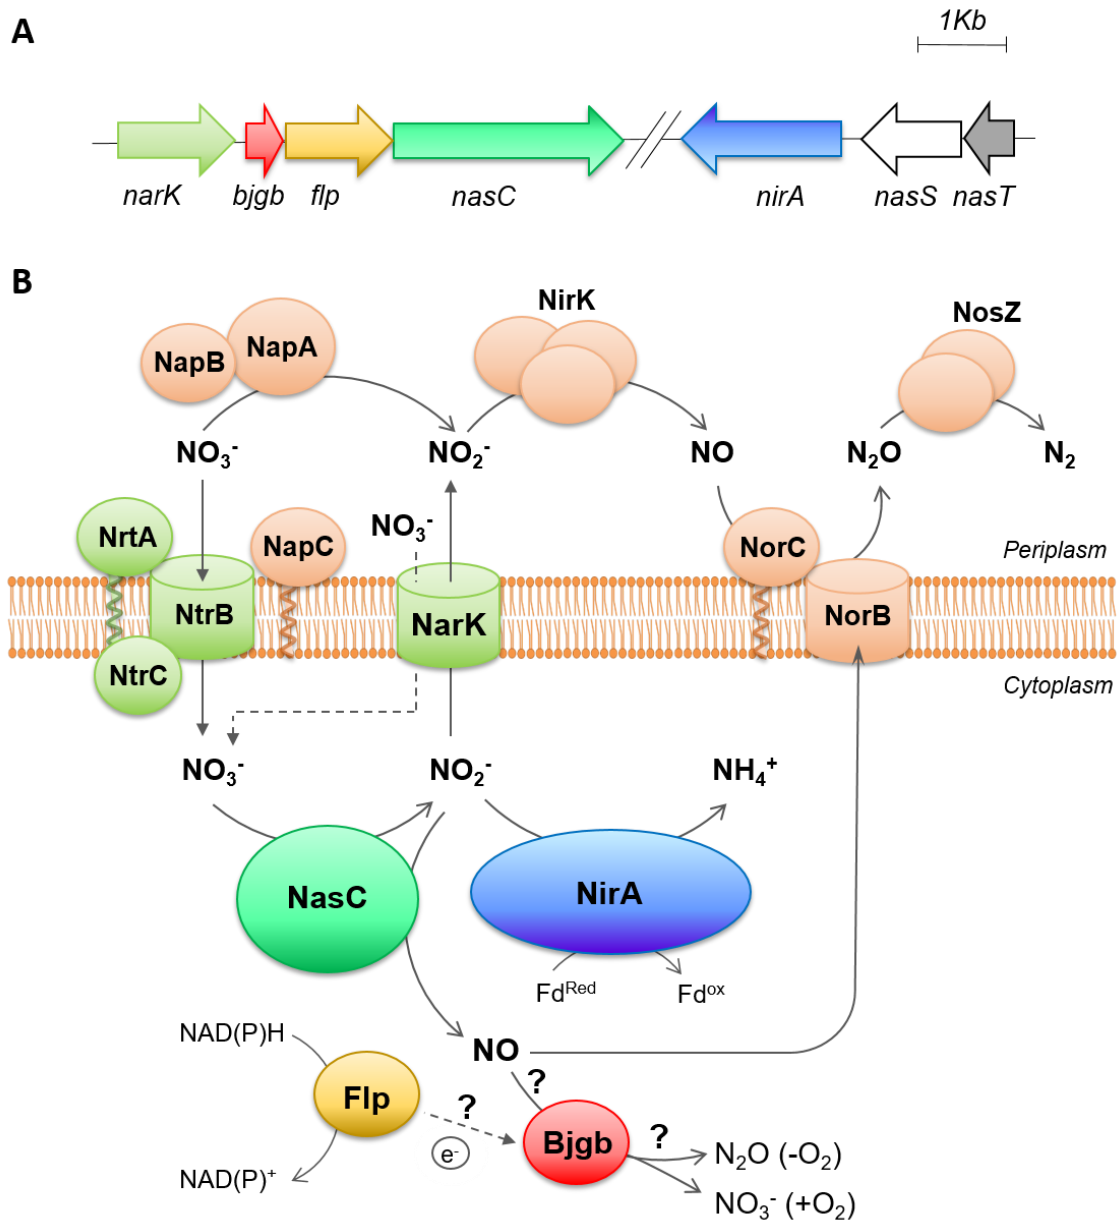 A
1Kb
narK bjgb flp nasC nirA nasS nasT
B
NirK
NosZ
NapB NapA
NO₃⁻ NO₂⁻ NO N₂O N₂
NrtA NapC NO₃⁻ NorC Periplasm
NtrB NarK NorB
NtrC Cytoplasm
NO₃⁻ NO₂⁻ NH₄⁺
NasC NirA
Fdᴿᵉᵈ Fdᵒˣ
NAD(P)H NO
?
Flp ? Bjgb ?
e⁻ N₂O (-O₂)
NAD(P)⁺ NO₃⁻ (+O₂)